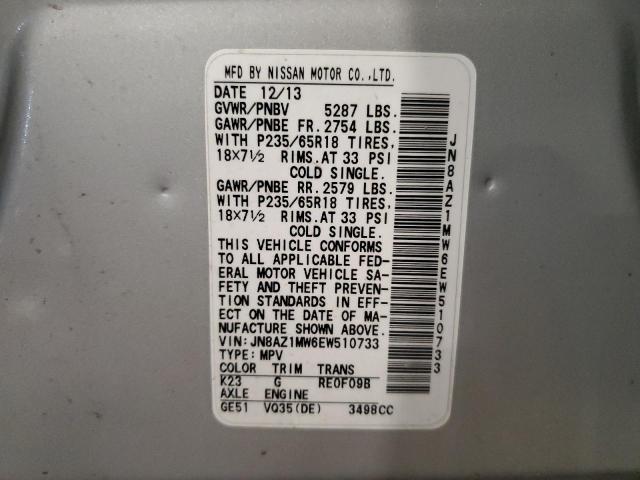 MFD BY NISSAN MOTOR CO.,LTD.
DATE 12/13
GVWR/PNBV 5287 LBS.
GAWR/PNBE FR. 2754 LBS.
WITH P235/65R18 TIRES,
18X7½ RIMS. AT 33 PSI
COLD SINGLE.
GAWR/PNBE RR. 2579 LBS.
WITH P235/65R18 TIRES,
18X7½ RIMS. AT 33 PSI
COLD SINGLE.
THIS VEHICLE CONFORMS
TO ALL APPLICABLE FED-
ERAL MOTOR VEHICLE SA-
FETY AND THEFT PREVEN-
TION STANDARDS IN EFF-
ECT ON THE DATE OF MA-
NUFACTURE SHOWN ABOVE.
VIN: JN8AZ1MW6EW510733
TYPE: MPV
COLOR TRIM TRANS
K23 G RE0F09B
AXLE ENGINE
GE51 VQ35(DE) 3498CC
JN8AZ1MW6EW510733